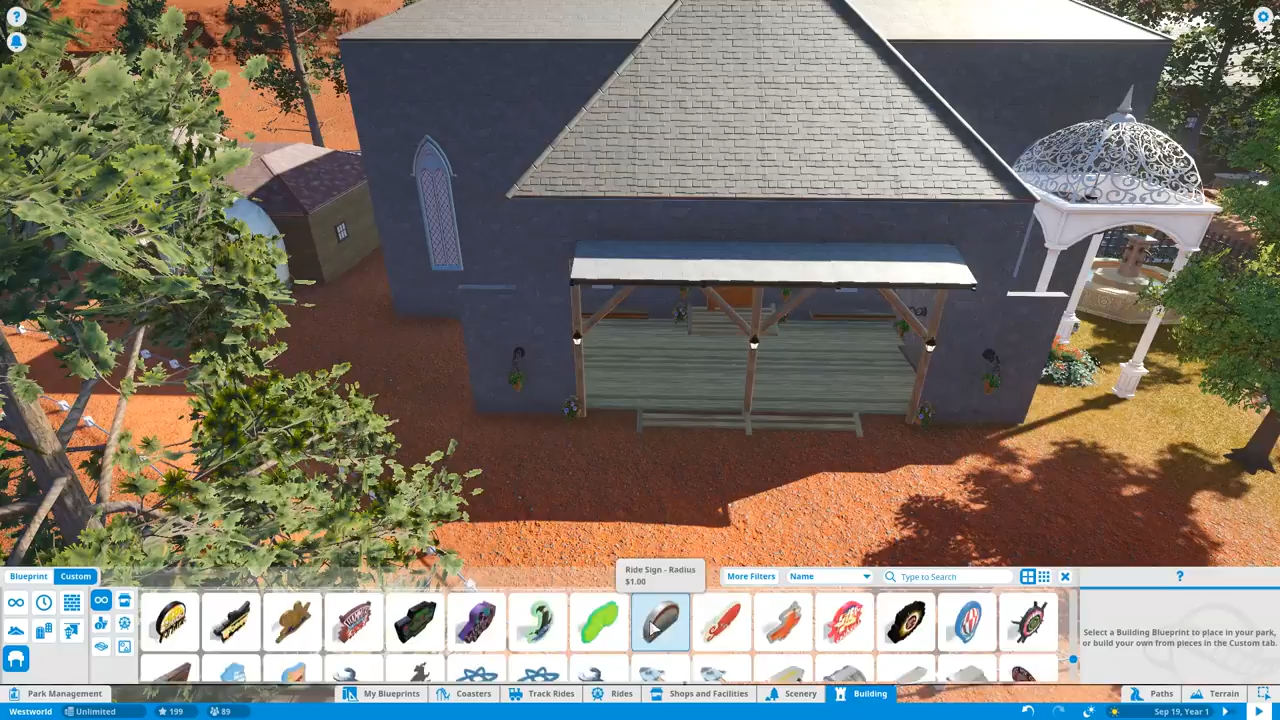 ?
Ride Sign - Radius
$1.00
Blueprint Custom
More Filters Name Type to Search ?
Select a Building Blueprint to place in your park,
or build your own from pieces in the Custom tab.
Park Management My Blueprints Coasters Track Rides Rides Shops and Facilities Scenery Building Paths Terrain
Westworld Unlimited 199 89 Sep 19, Year 1